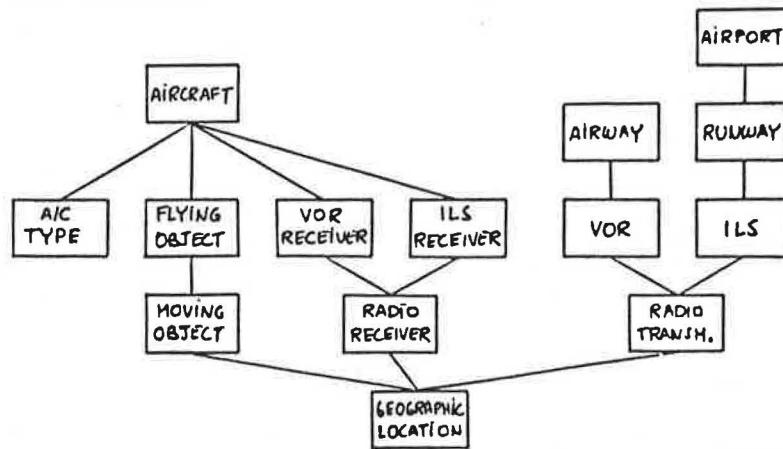 AIRPORT
AIRCRAFT
AIRWAY
RUNWAY
A/C
TYPE
FLYING
OBJECT
VOR
RECEIVER
ILS
RECEIVER
VOR
ILS
MOVING
OBJECT
RADIO
RECEIVER
RADIO
TRANSM.
GEOGRAPHIC
LOCATION